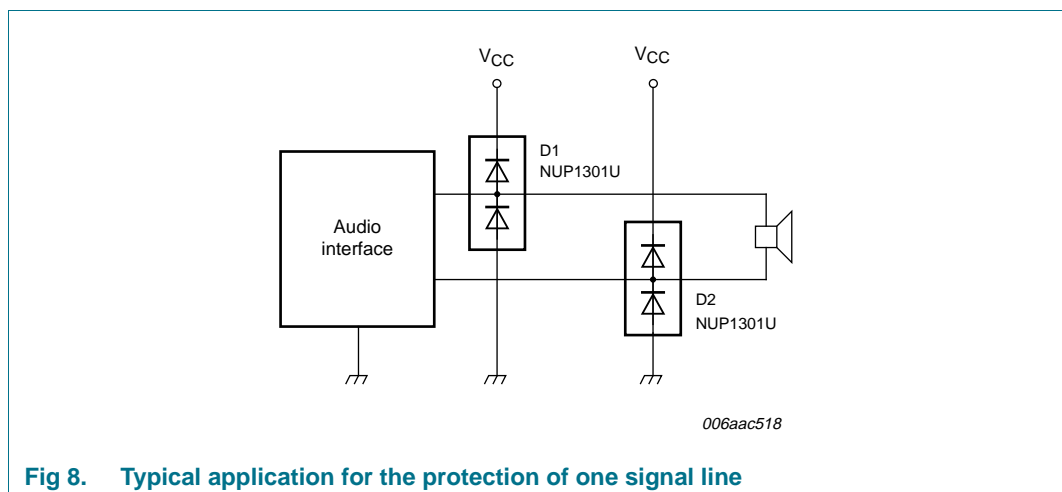 VCC
VCC
D1
NUP1301U
Audio
interface
D2
NUP1301U
006aac518
Fig 8. Typical application for the protection of one signal line